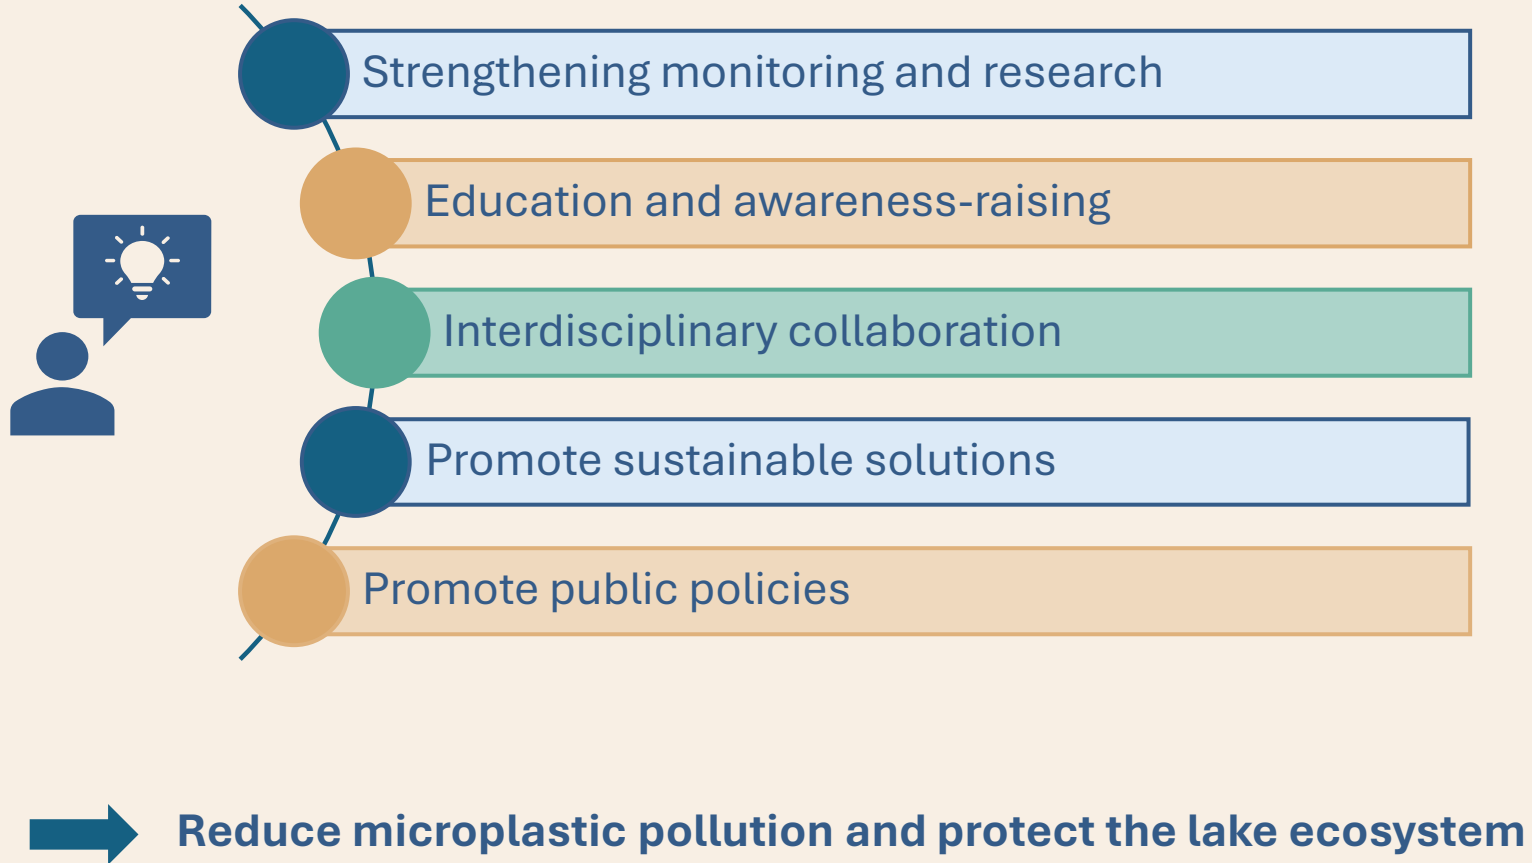 Strengthening monitoring and research
Education and awareness-raising
Interdisciplinary collaboration
Promote sustainable solutions
Promote public policies
Reduce microplastic pollution and protect the lake ecosystem